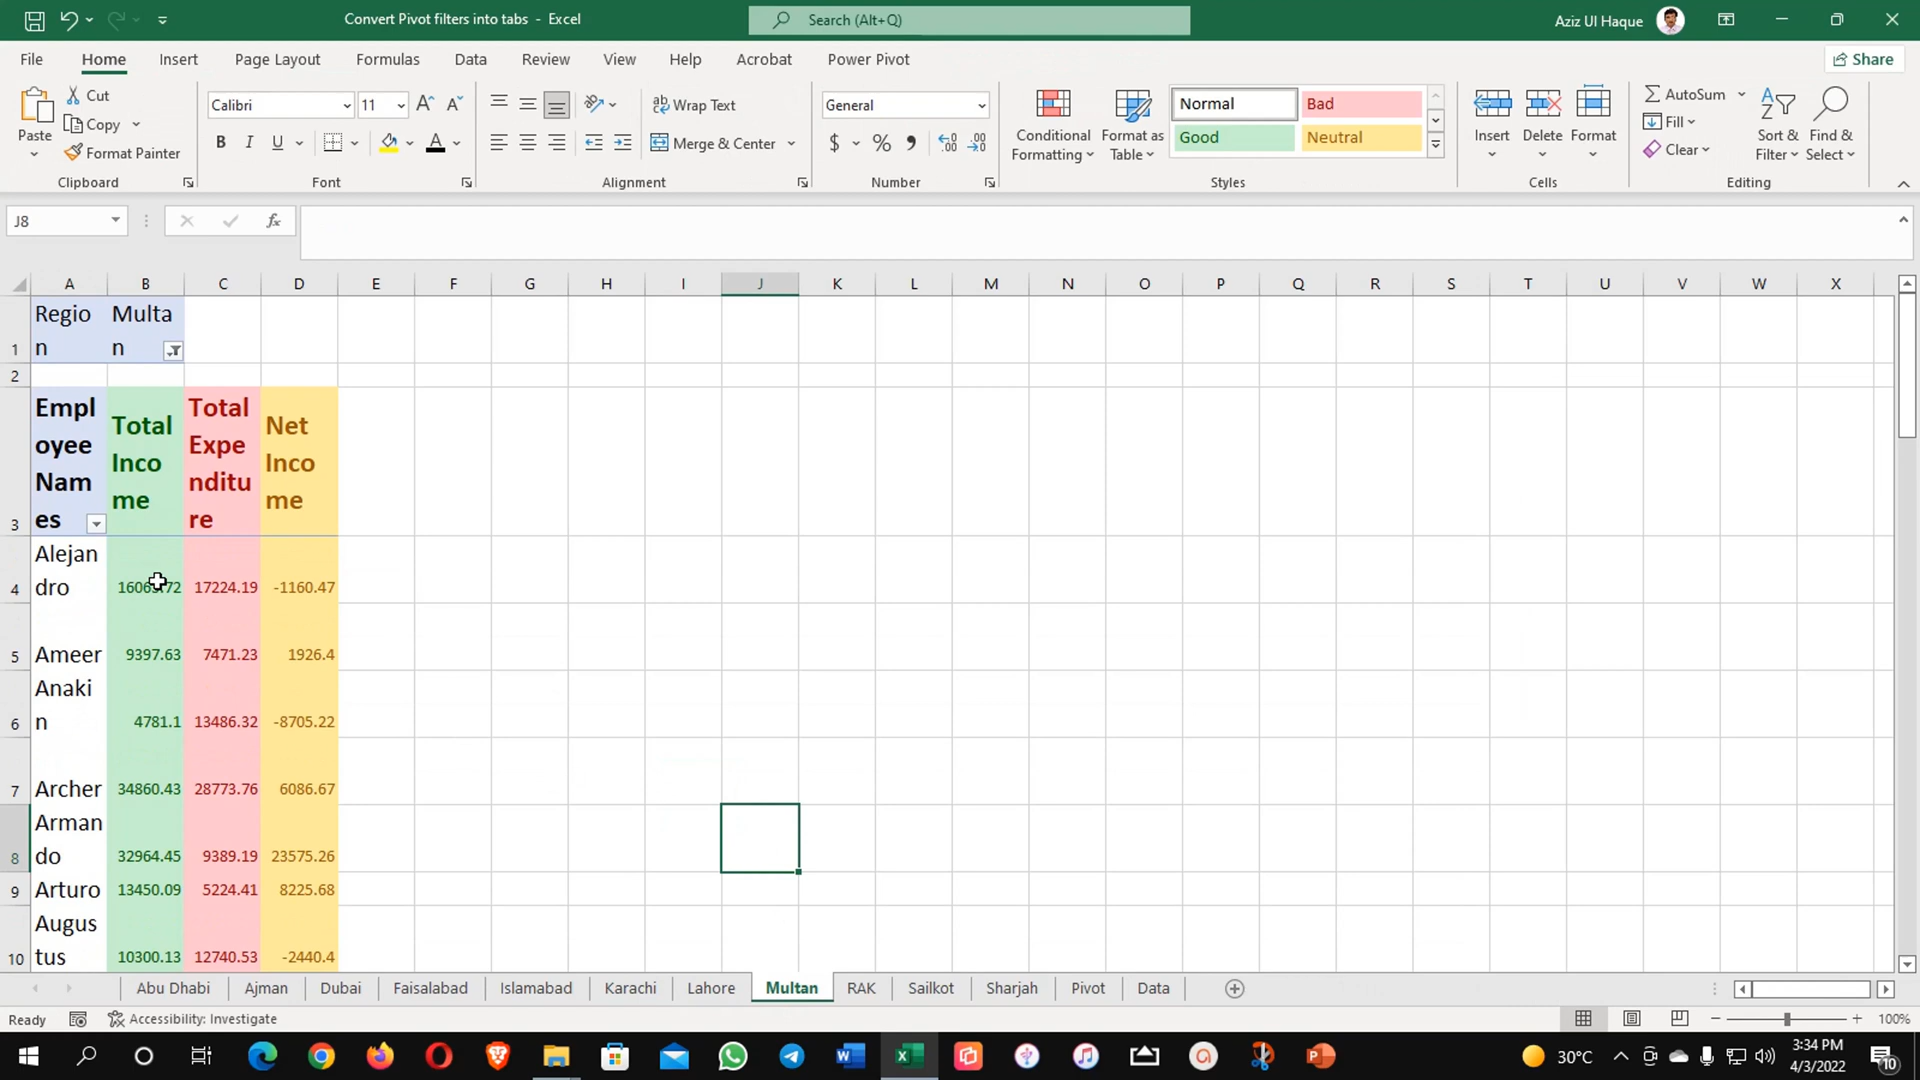 Convert Pivot filters into tabs - Excel
Search (Alt+Q)
Aziz Ul Haque
File Home Insert Page Layout Formulas Data Review View Help Acrobat Power Pivot Share
Paste
Cut
Copy
Format Painter
Calibri 11
B I U
Wrap Text
Merge & Center
General
$ %
Conditional Formatting
Format as Table
Normal Bad
Good Neutral
Insert Delete Format
AutoSum
Fill
Clear
Sort & Filter
Find & Select
Clipboard Font Alignment Number Styles Cells Editing
J8
fx
A B C D E F G H I J K L M N O P Q R S T U V W X
1 Region Multan
2
3 Employee Names Total Income Total Expenditure Net Income
4 Alejandro 17224.19 -1160.47
5 Ameer 9397.63 7471.23 1926.4
6 Anakin 4781.1 13486.32 -8705.22
7 Archer 34860.43 28773.76 6086.67
8 Armando 32964.45 9389.19 23575.26
9 Arturo 13450.09 5224.41 8225.68
10 Augustus 10300.13 12740.53 -2440.4
Abu Dhabi Ajman Dubai Faisalabad Islamabad Karachi Lahore Multan RAK Sailkot Sharjah Pivot Data
Ready Accessibility: Investigate 100%
30°C
3:34 PM
4/3/2022
10